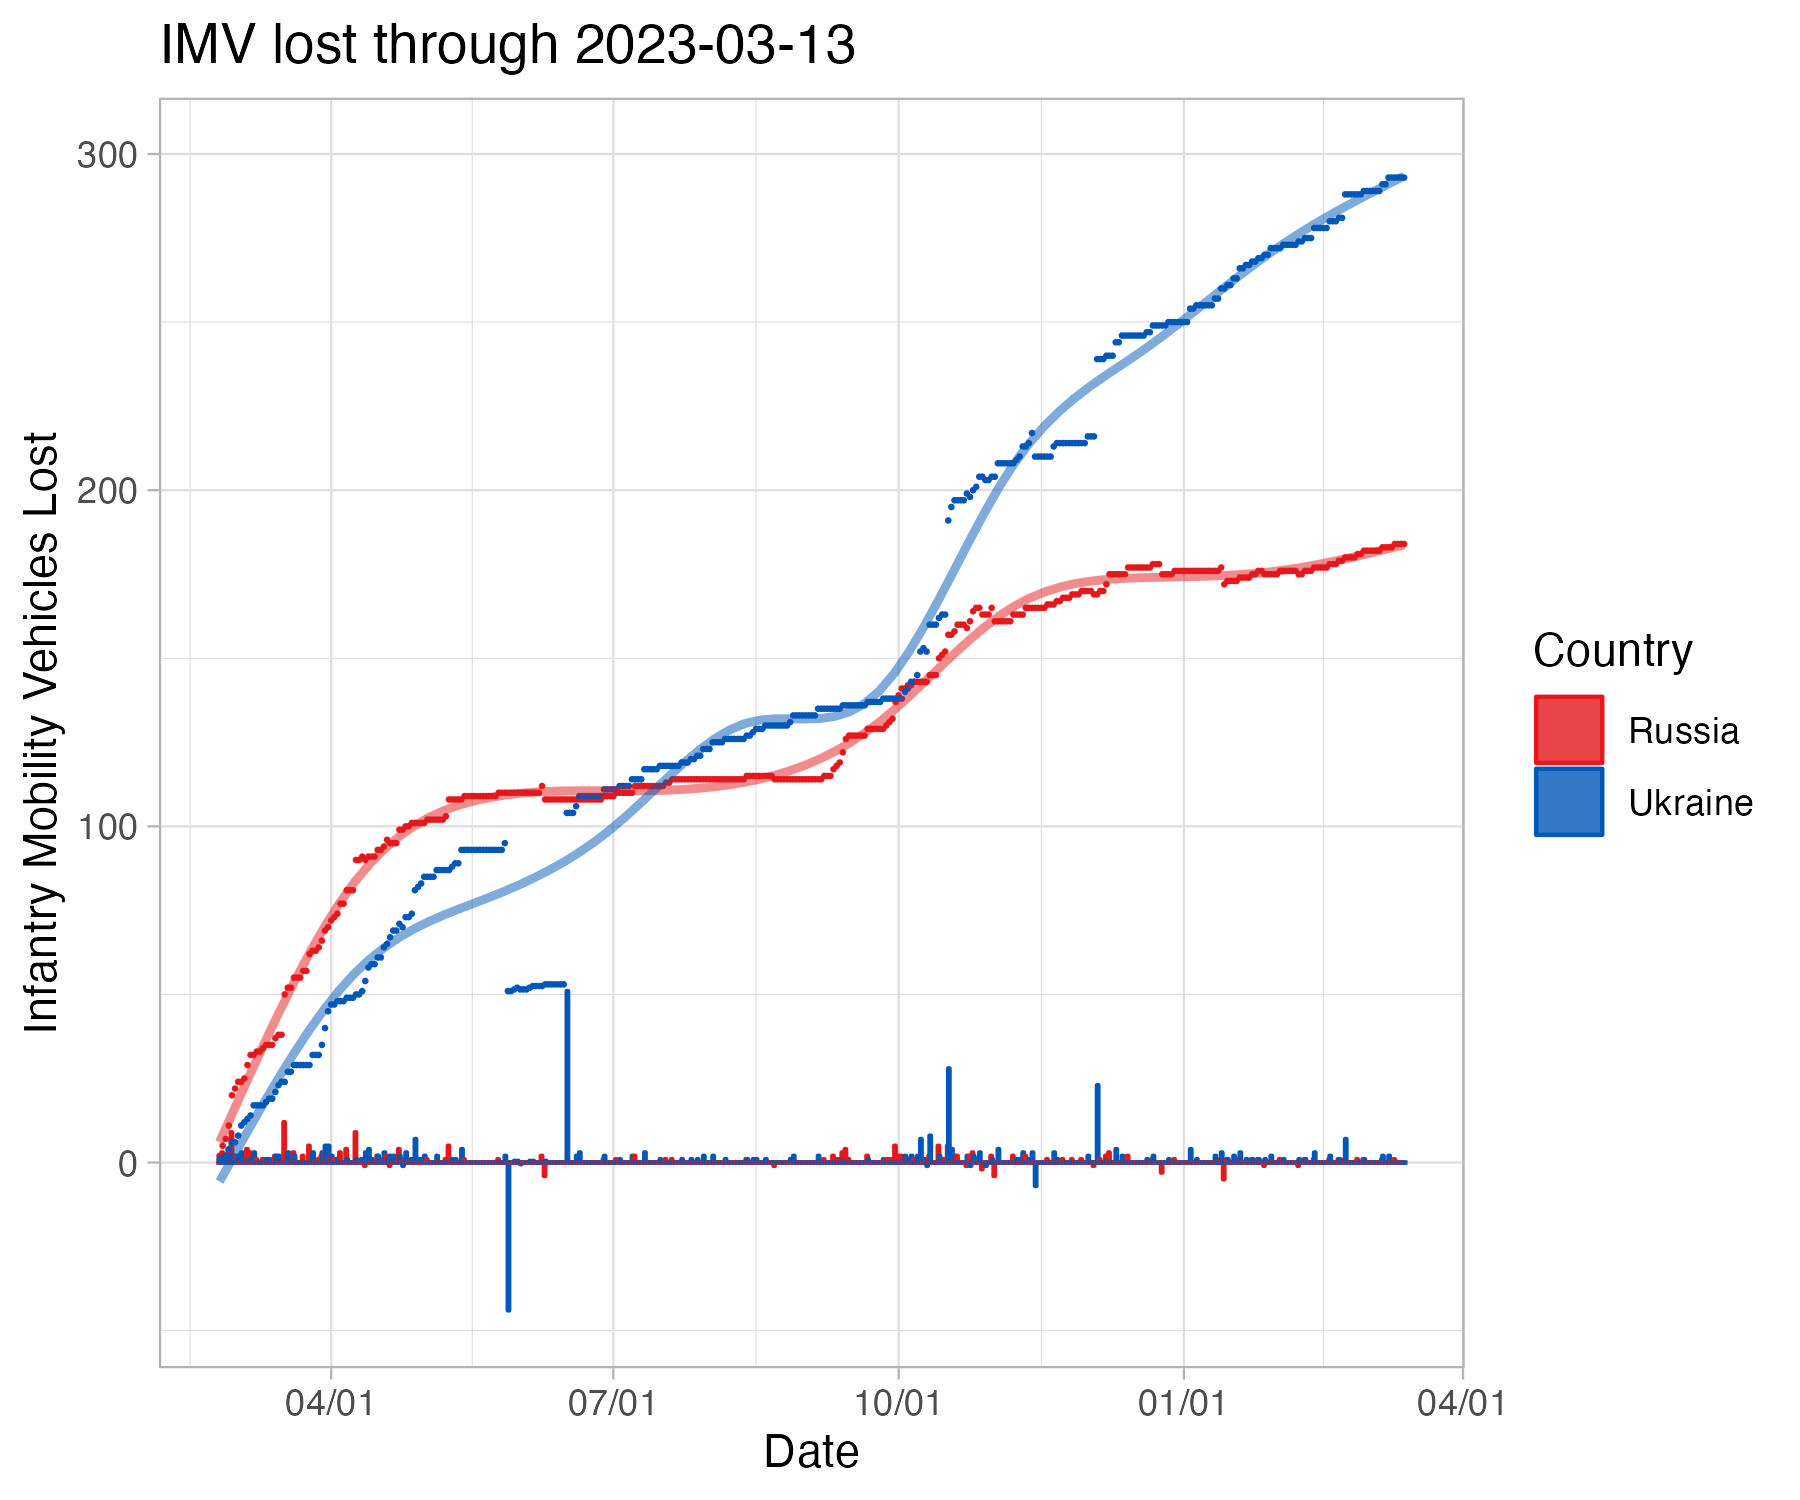 IMV lost through 2023-03-13
Infantry Mobility Vehicles Lost
300
200
100
0
04/01
07/01
10/01
01/01
04/01
Date
Country
Russia
Ukraine